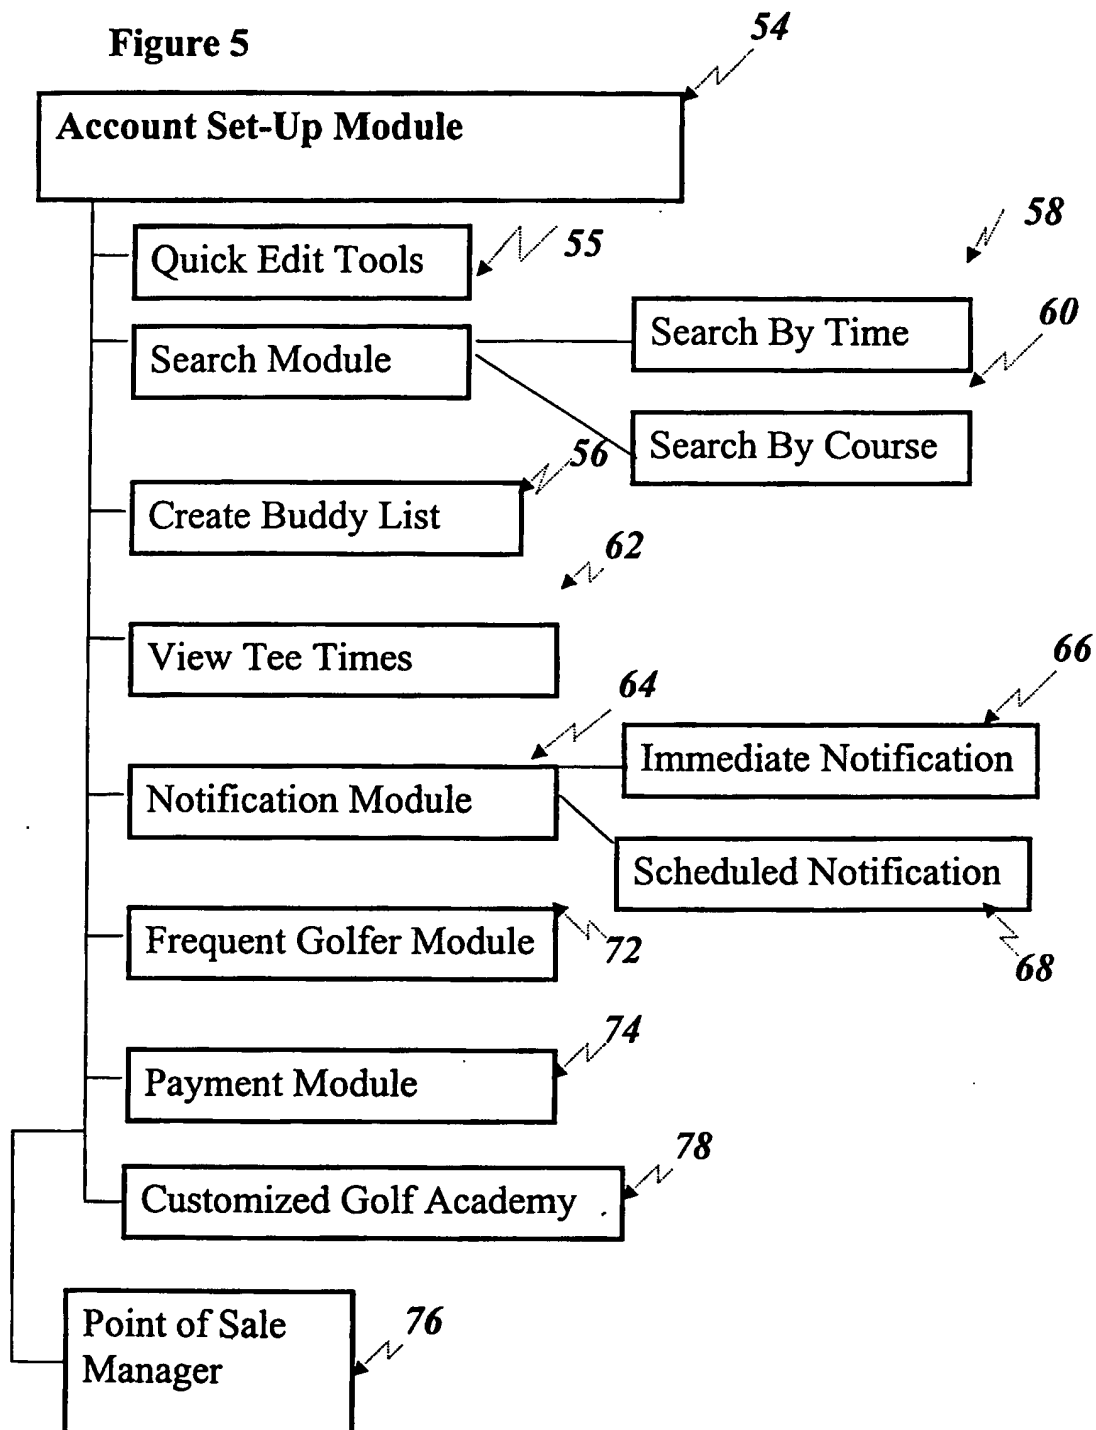 Figure 5
54
Account Set-Up Module
58
Quick Edit Tools
55
60
Search By Time
Search Module
Search By Course
56
Create Buddy List
62
View Tee Times
66
64
Immediate Notification
Notification Module
Scheduled Notification
Frequent Golfer Module
72
68
74
Payment Module
78
Customized Golf Academy
Point of Sale
76
Manager